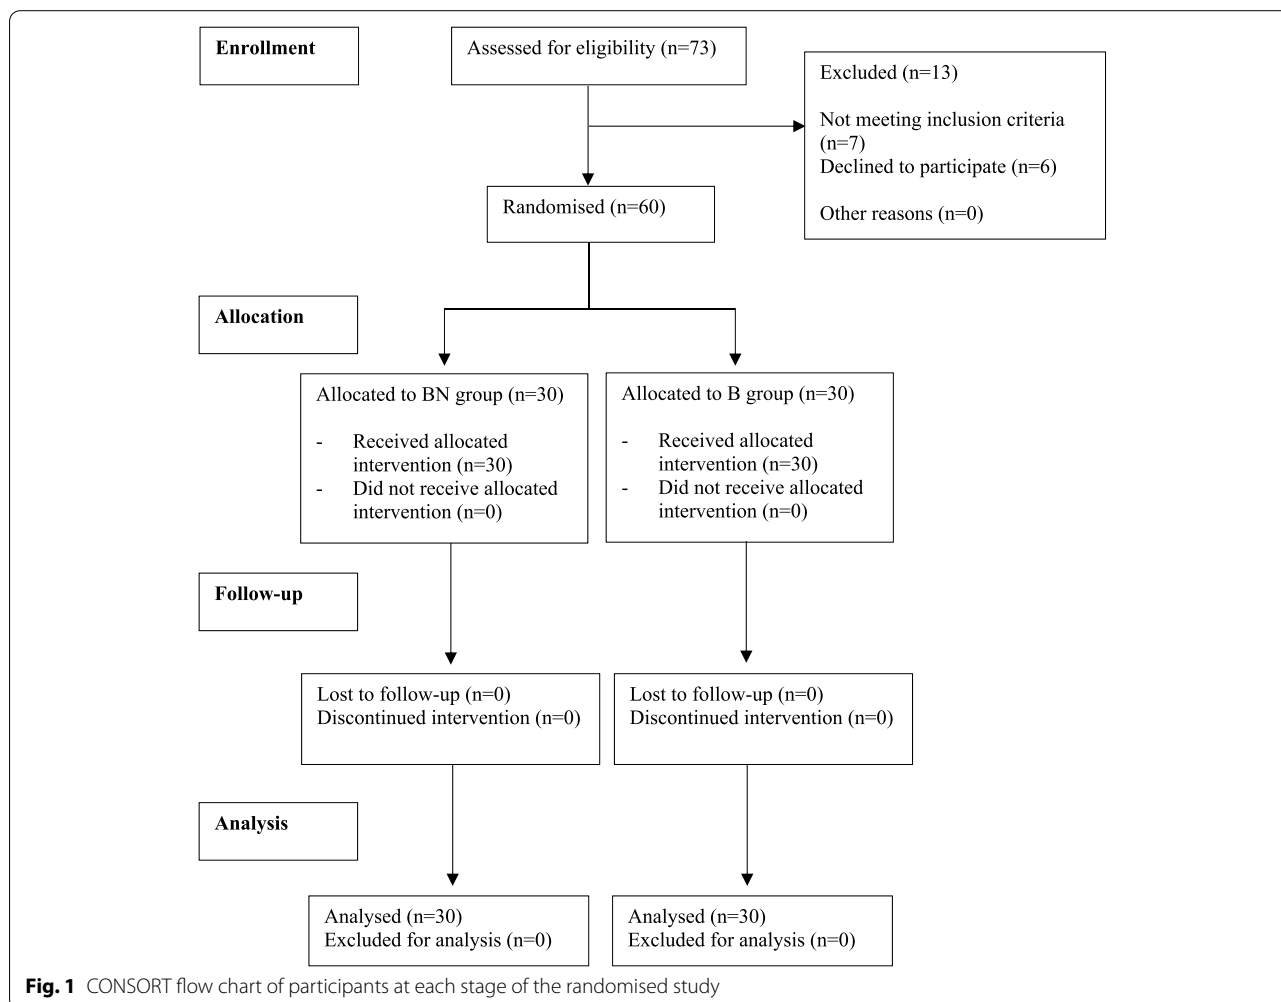 Enrollment
Assessed for eligibility (n=73)
Excluded (n=13)
Not meeting inclusion criteria
(n=7)
Declined to participate (n=6)
Other reasons (n=0)
Randomised (n=60)
Allocation
Allocated to BN group (n=30)
- Received allocated
intervention (n=30)
- Did not receive allocated
intervention (n=0)
Allocated to B group (n=30)
- Received allocated
intervention (n=30)
- Did not receive allocated
intervention (n=0)
Follow-up
Lost to follow-up (n=0)
Discontinued intervention (n=0)
Lost to follow-up (n=0)
Discontinued intervention (n=0)
Analysis
Analysed (n=30)
Excluded for analysis (n=0)
Analysed (n=30)
Excluded for analysis (n=0)
Fig. 1 CONSORT flow chart of participants at each stage of the randomised study